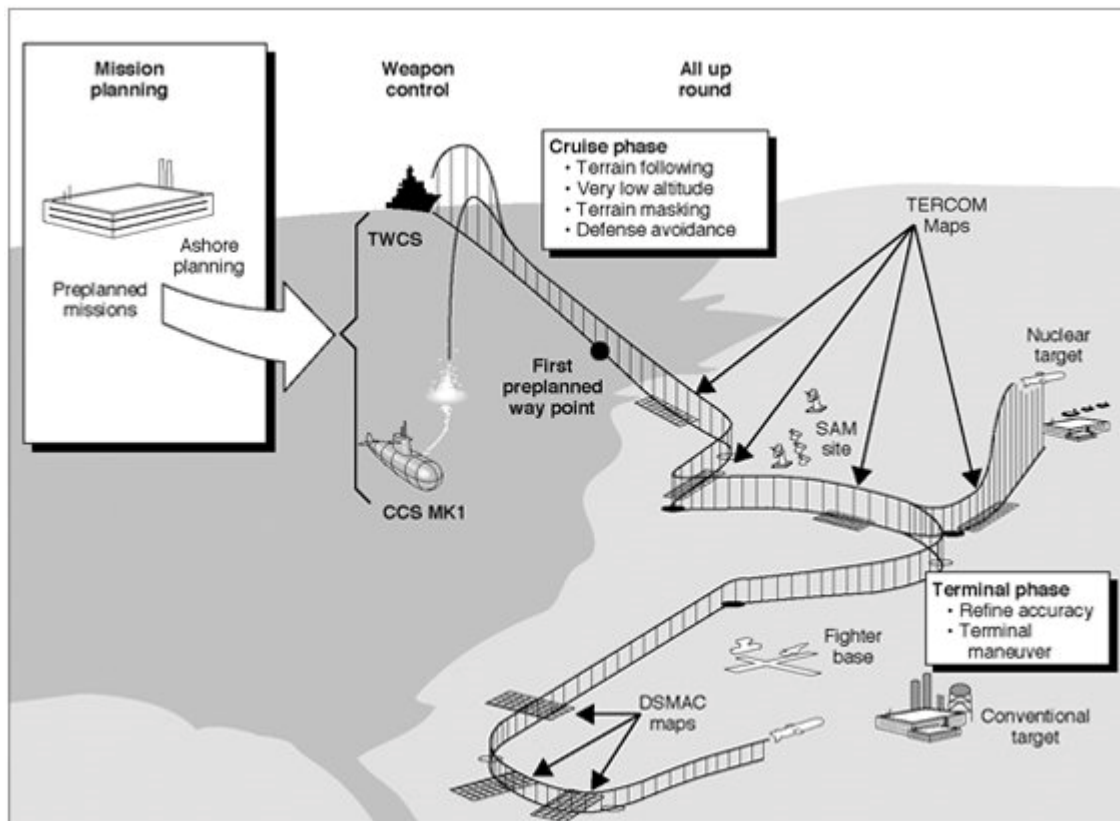 Mission
planning
Weapon
control
All up
round
Cruise phase
• Terrain following
• Very low altitude
• Terrain masking
• Defense avoidance
TERCOM
Maps
TWCS
Ashore
planning
Preplanned
missions
First
preplanned
way point
Nuclear
target
SAM
site
CCS MK1
Terminal phase
• Refine accuracy
• Terminal
maneuver
Fighter
base
DSMAC
maps
Conventional
target